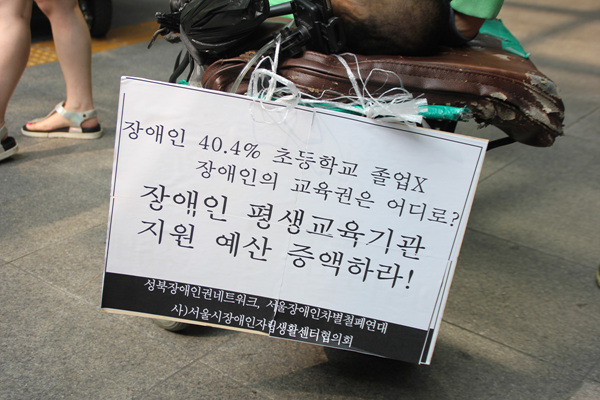 장애인 40.4% 초등학교 졸업X
장애인의 교육권은 어디로?
장애인 평생교육기관
지원 예산 증액하라!
성북장애인권네트워크, 서울장애인차별철폐연대
사)서울시장애인자립생활센터협의회